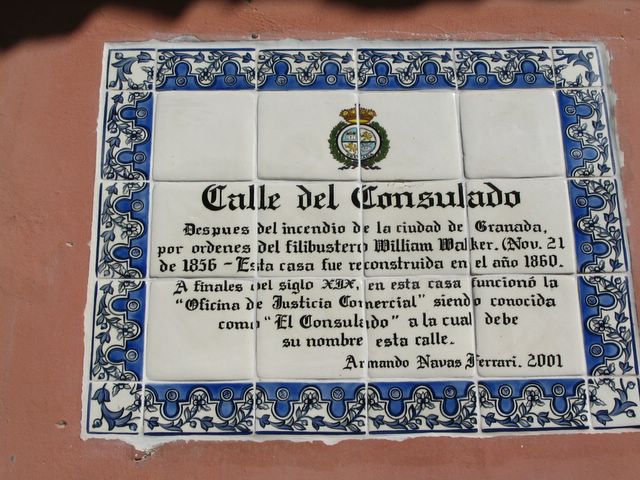 Calle del Consulado
Despues del incendio de la ciudad de Granada,
por ordenes del filibustero William Walker. (Nov. 21
de 1856 - Esta casa fue reconstruida en el año 1860.
A finales del siglo XIX, en esta casa funcionó la
"Oficina de Justicia Comercial" siendo conocida
como "El Consulado" a la cual debe
su nombre esta calle.
Armando Navas Ferrari. 2001